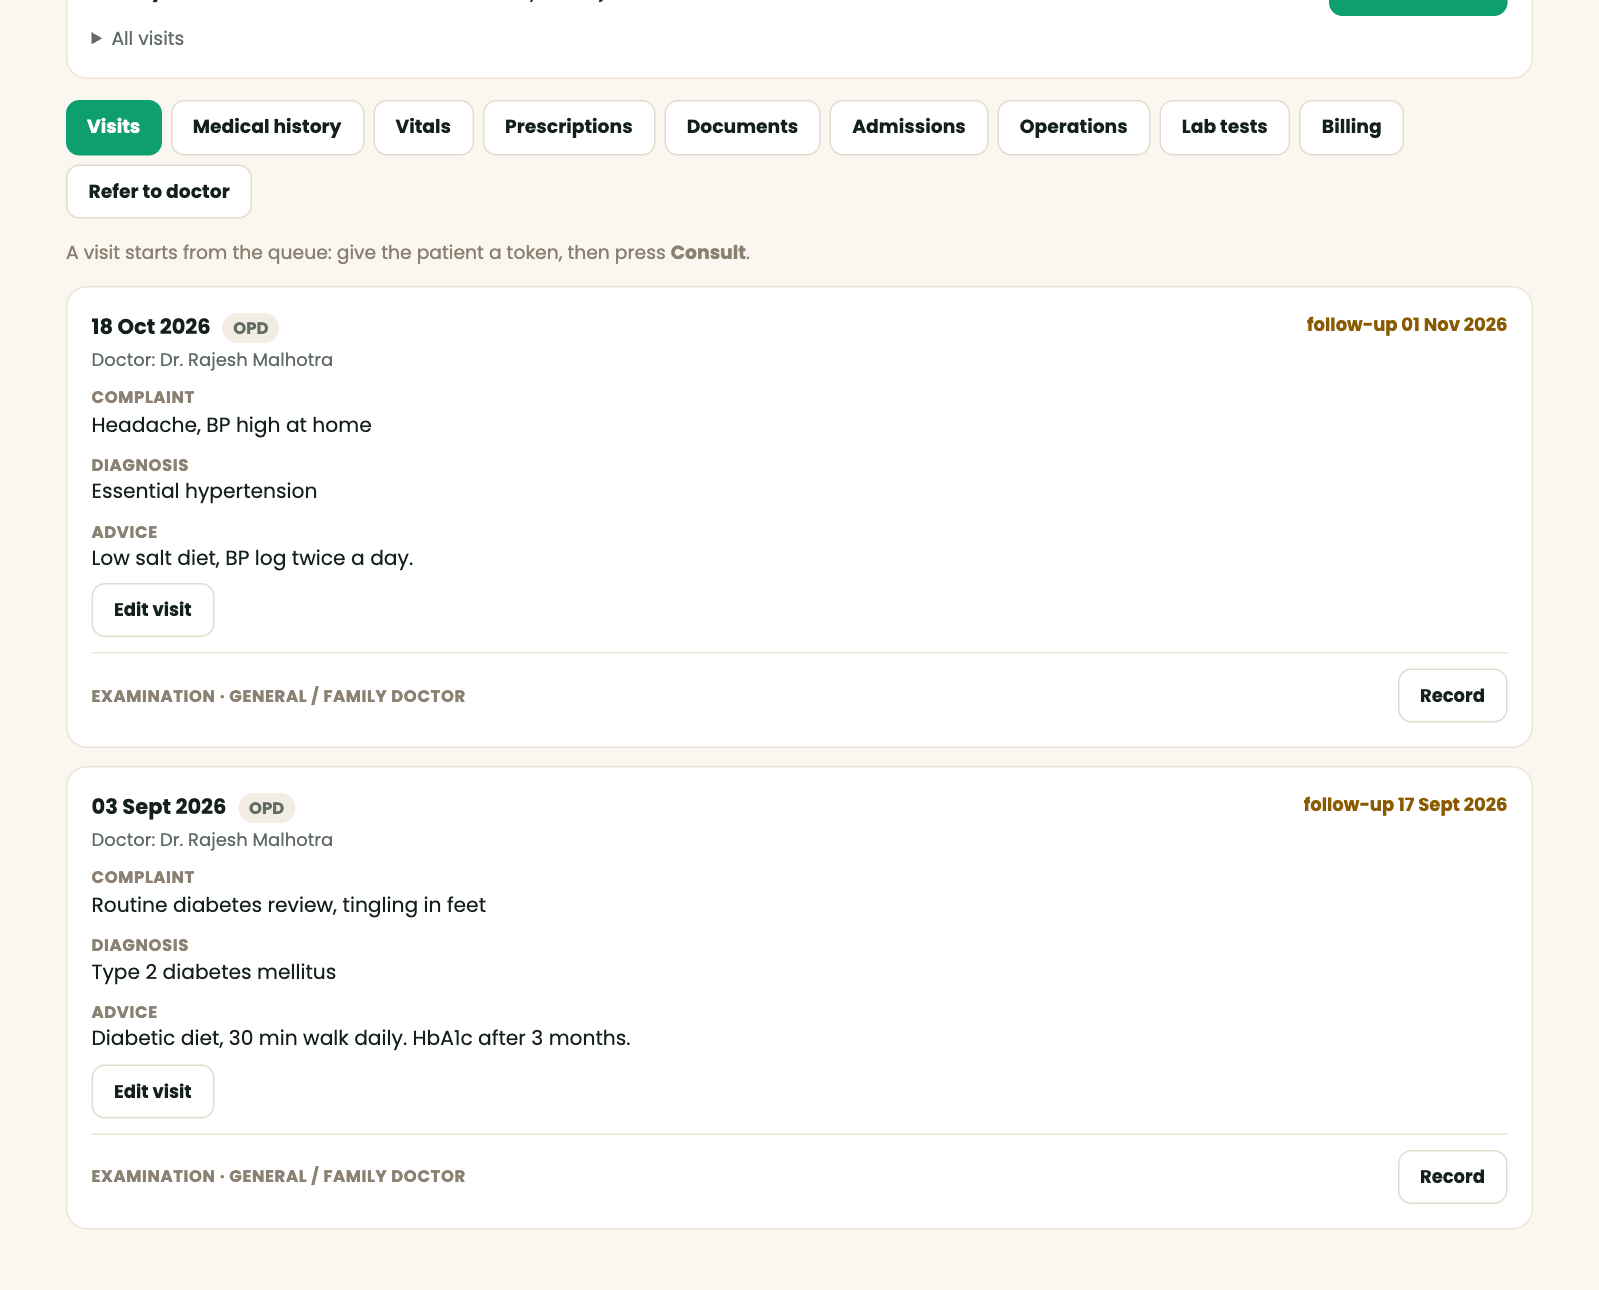 All visits
Visits
Medical history
Vitals
Prescriptions
Documents
Admissions
Operations
Lab tests
Billing
Refer to doctor
A visit starts from the queue: give the patient a token, then press Consult.
18 Oct 2026 OPD
follow-up 01 Nov 2026
Doctor: Dr. Rajesh Malhotra
COMPLAINT
Headache, BP high at home
DIAGNOSIS
Essential hypertension
ADVICE
Low salt diet, BP log twice a day.
Edit visit
EXAMINATION · GENERAL / FAMILY DOCTOR
Record
03 Sept 2026 OPD
follow-up 17 Sept 2026
Doctor: Dr. Rajesh Malhotra
COMPLAINT
Routine diabetes review, tingling in feet
DIAGNOSIS
Type 2 diabetes mellitus
ADVICE
Diabetic diet, 30 min walk daily. HbA1c after 3 months.
Edit visit
EXAMINATION · GENERAL / FAMILY DOCTOR
Record